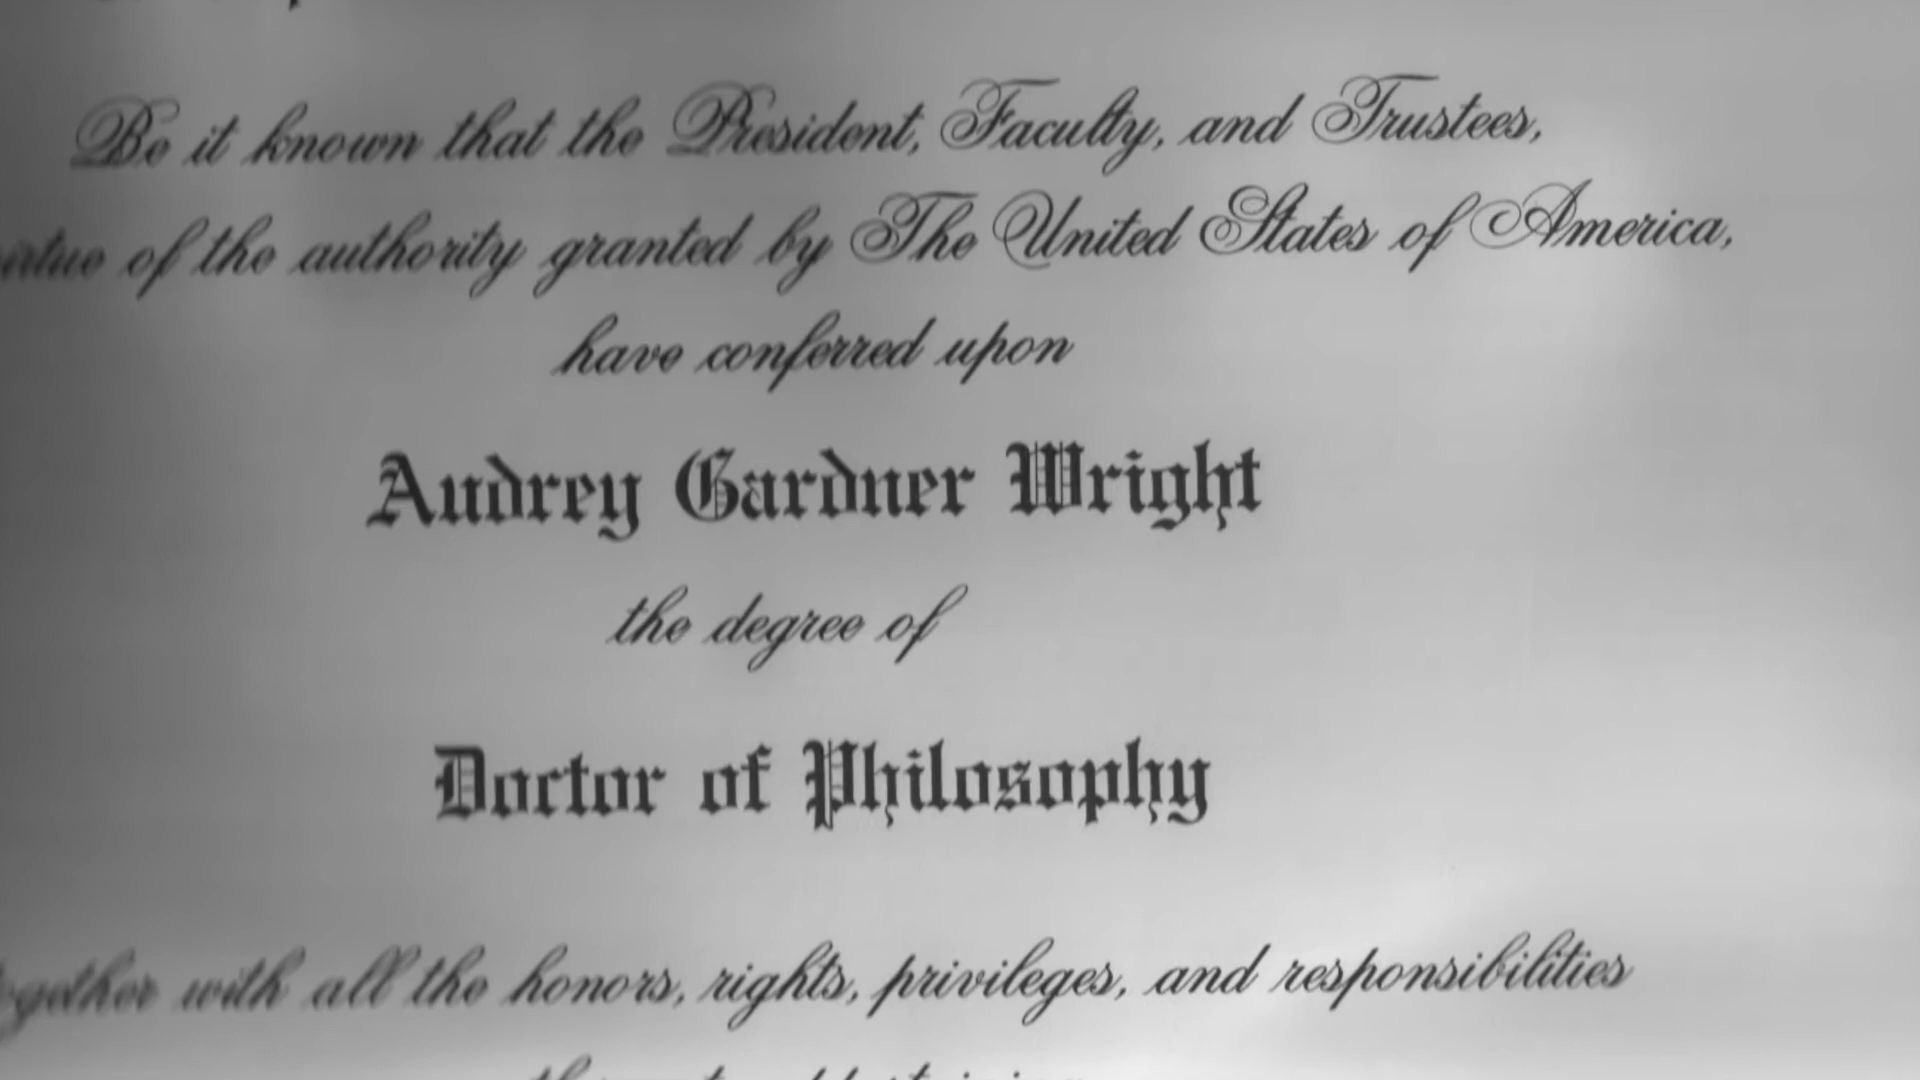 Be it known that the President, Faculty, and Trustees,
of the authority granted by The United States of America,
have conferred upon
Audrey Gardner Wright
the degree of
Doctor of Philosophy
with all the honors, rights, privileges, and responsibilities